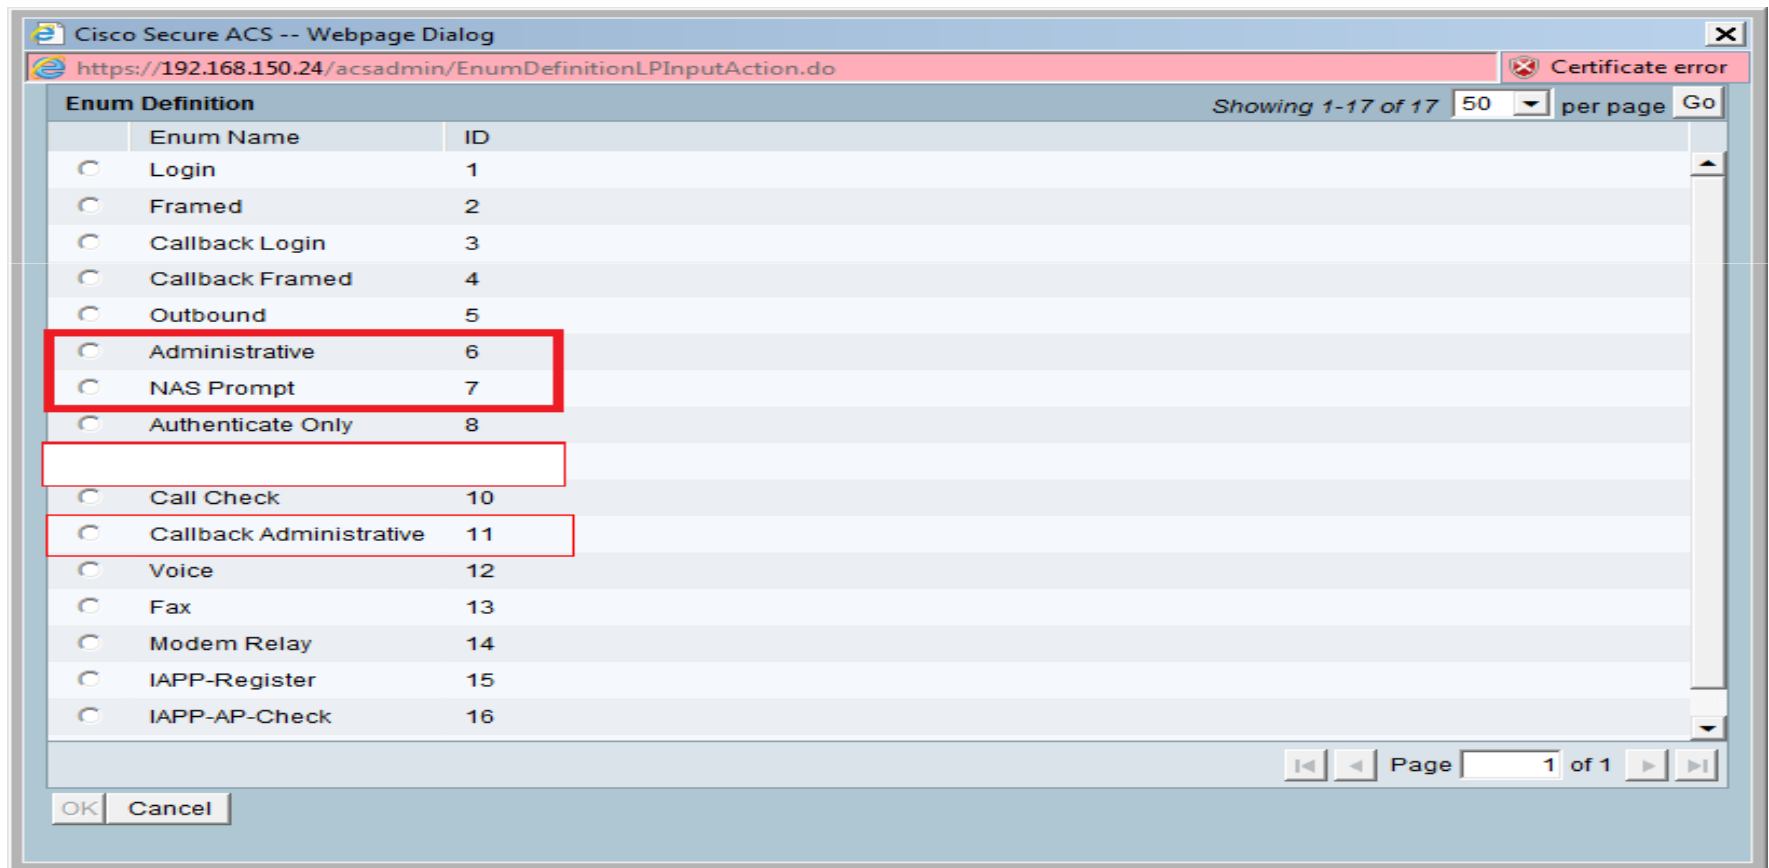 Cisco Secure ACS -- Webpage Dialog
https://192.168.150.24/acsadmin/EnumDefinitionLPInputAction.do Certificate error
Enum Definition Showing 1-17 of 17 50 per page Go
Enum Name ID
Login 1
Framed 2
Callback Login 3
Callback Framed 4
Outbound 5
Administrative 6
NAS Prompt 7
Authenticate Only 8
Call Check 10
Callback Administrative 11
Voice 12
Fax 13
Modem Relay 14
IAPP-Register 15
IAPP-AP-Check 16
Page 1 of 1
OK Cancel